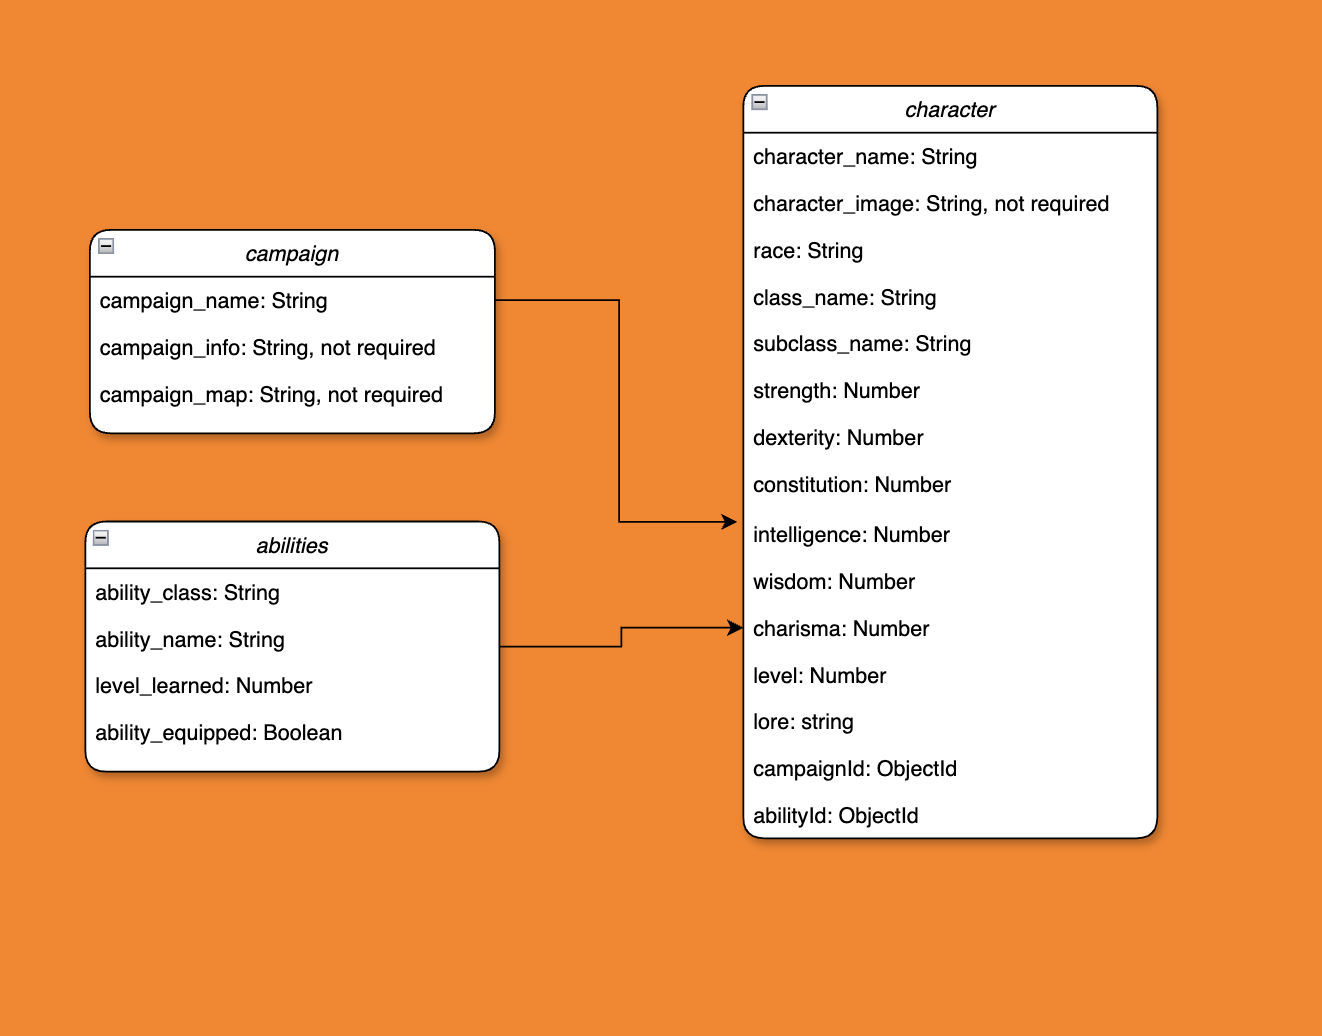 campaign
campaign_name: String
campaign_info: String, not required
campaign_map: String, not required
abilities
ability_class: String
ability_name: String
level_learned: Number
ability_equipped: Boolean
character
character_name: String
character_image: String, not required
race: String
class_name: String
subclass_name: String
strength: Number
dexterity: Number
constitution: Number
intelligence: Number
wisdom: Number
charisma: Number
level: Number
lore: string
campaignId: ObjectId
abilityId: ObjectId